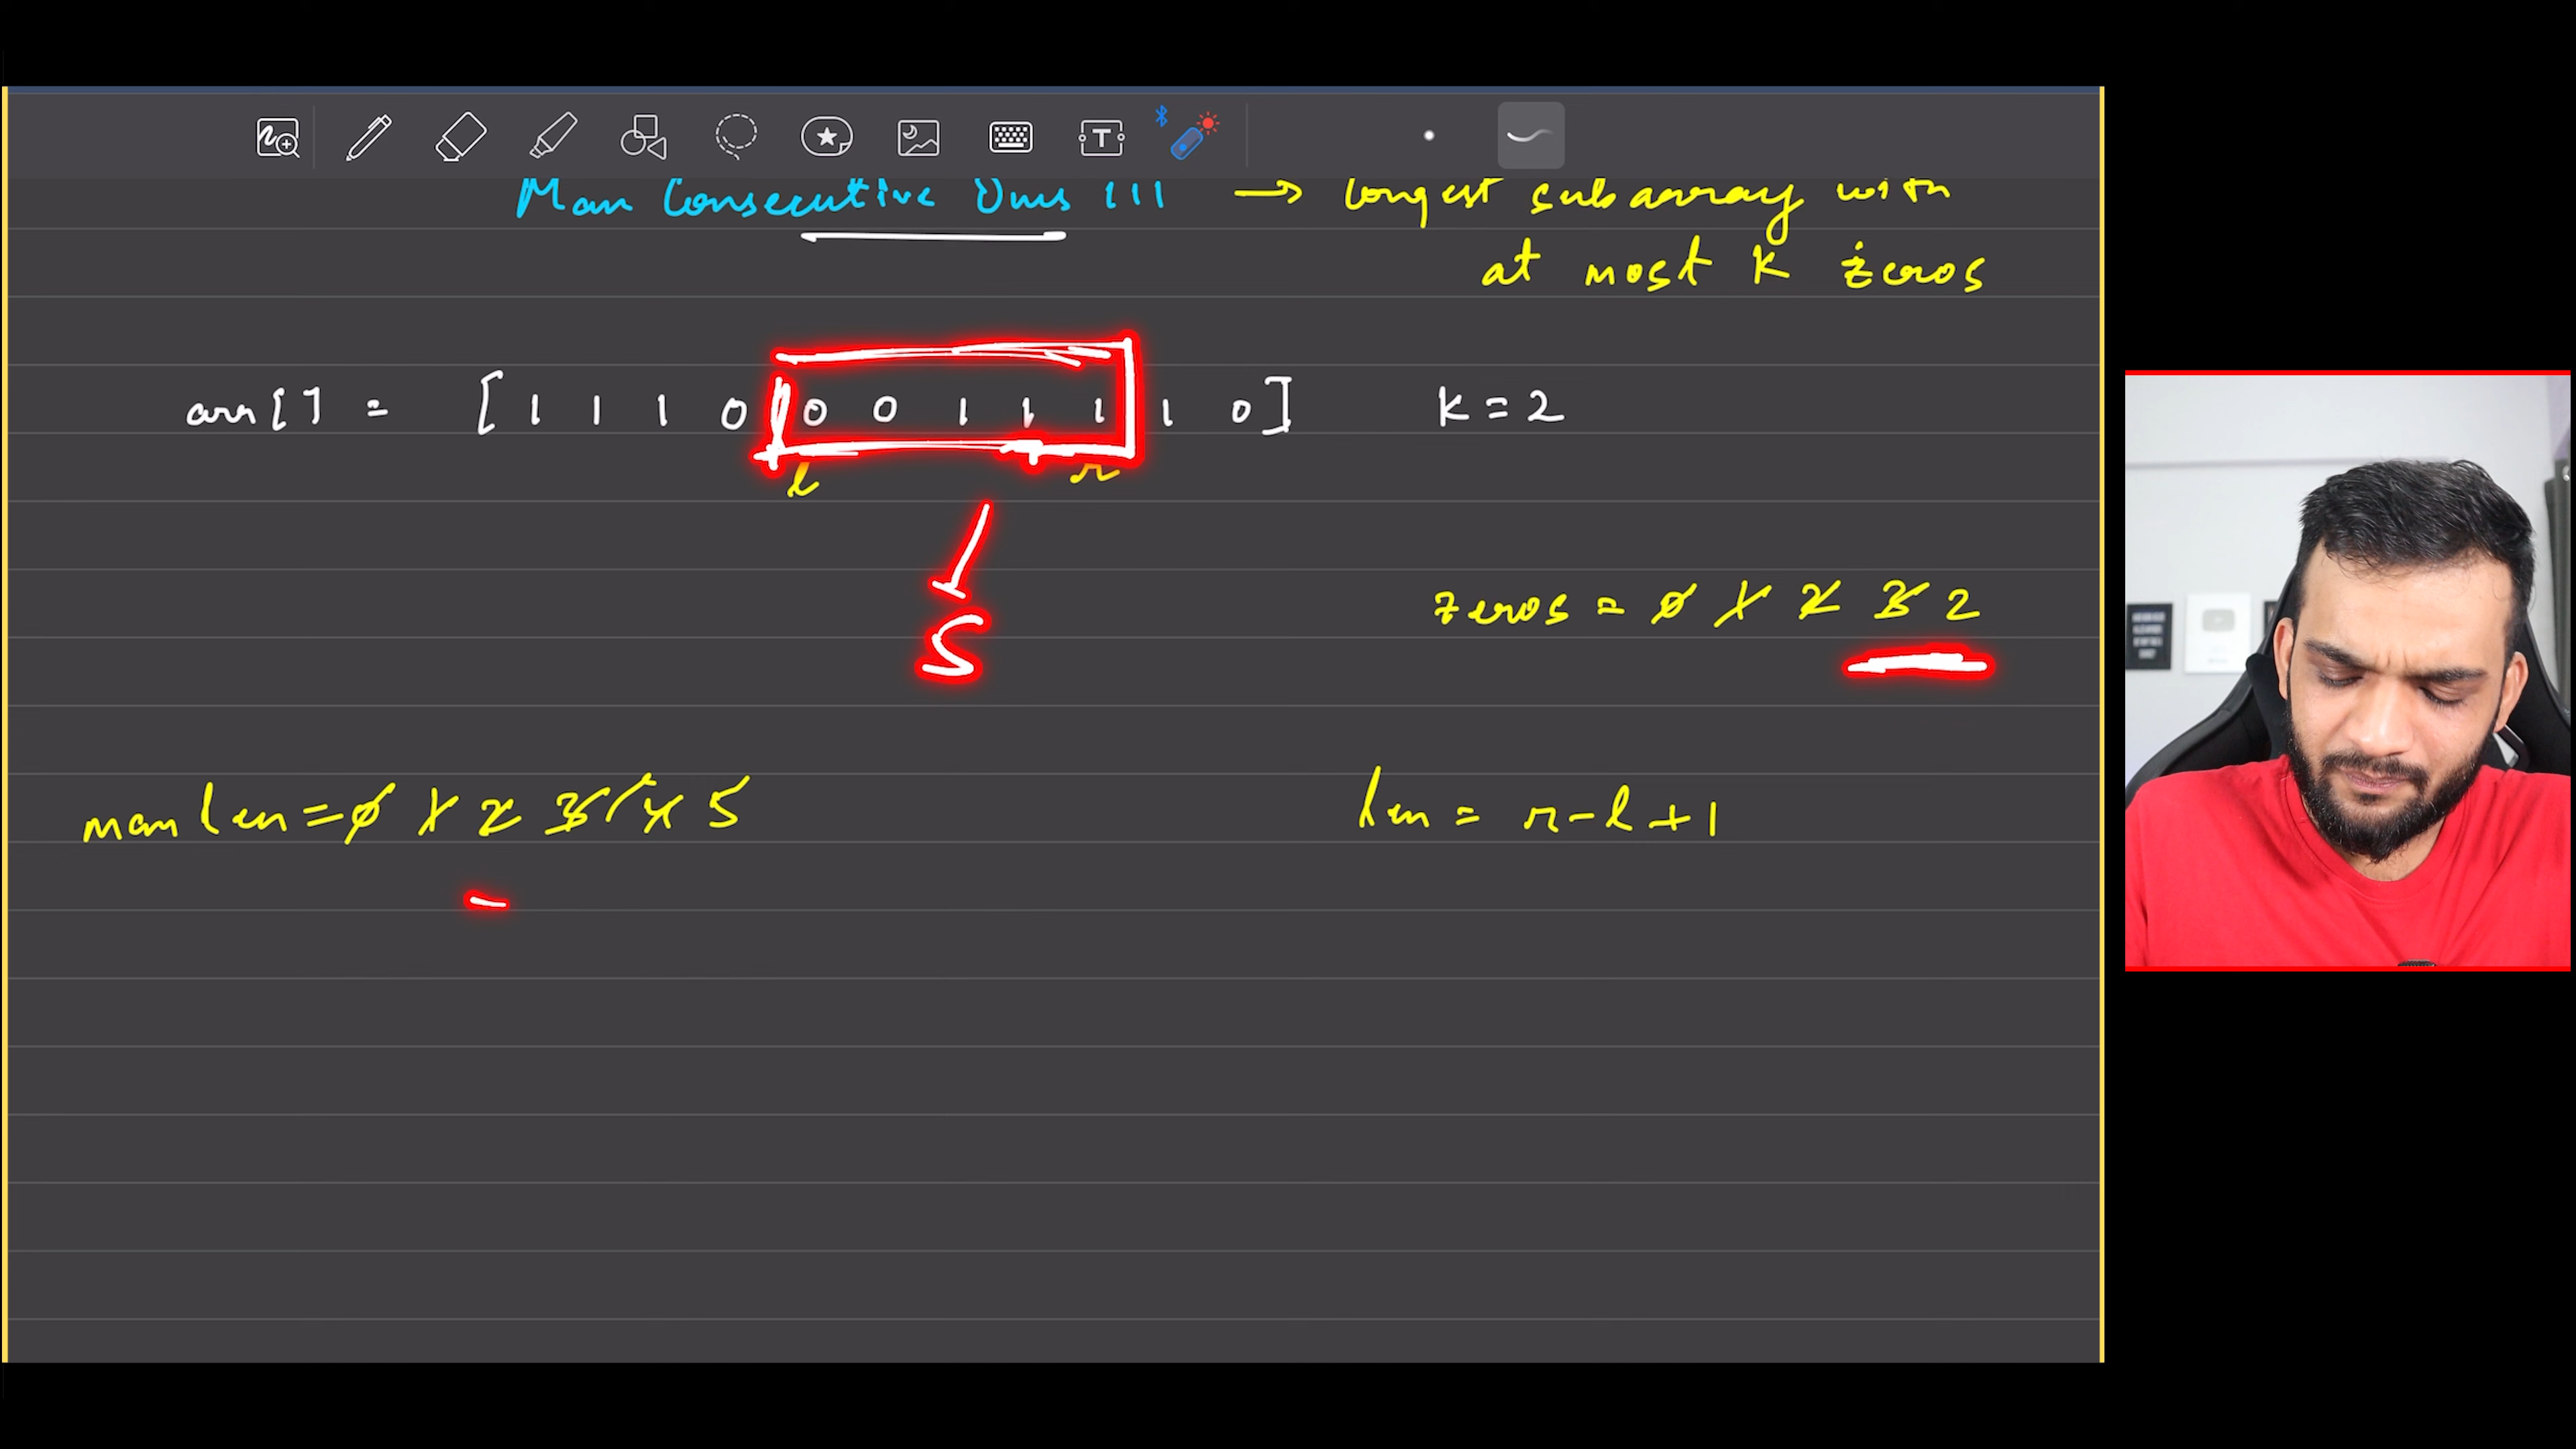 Max Consecutive Ones III → longest subarray with
at most K zeros
arr[] = [ 1 1 1 0 0 0 1 1 1 1 0 ] K = 2
l r
5
zeros = 0 1 2 3 2
maxlen = 0 1 2 3 4 5
len = r - l + 1